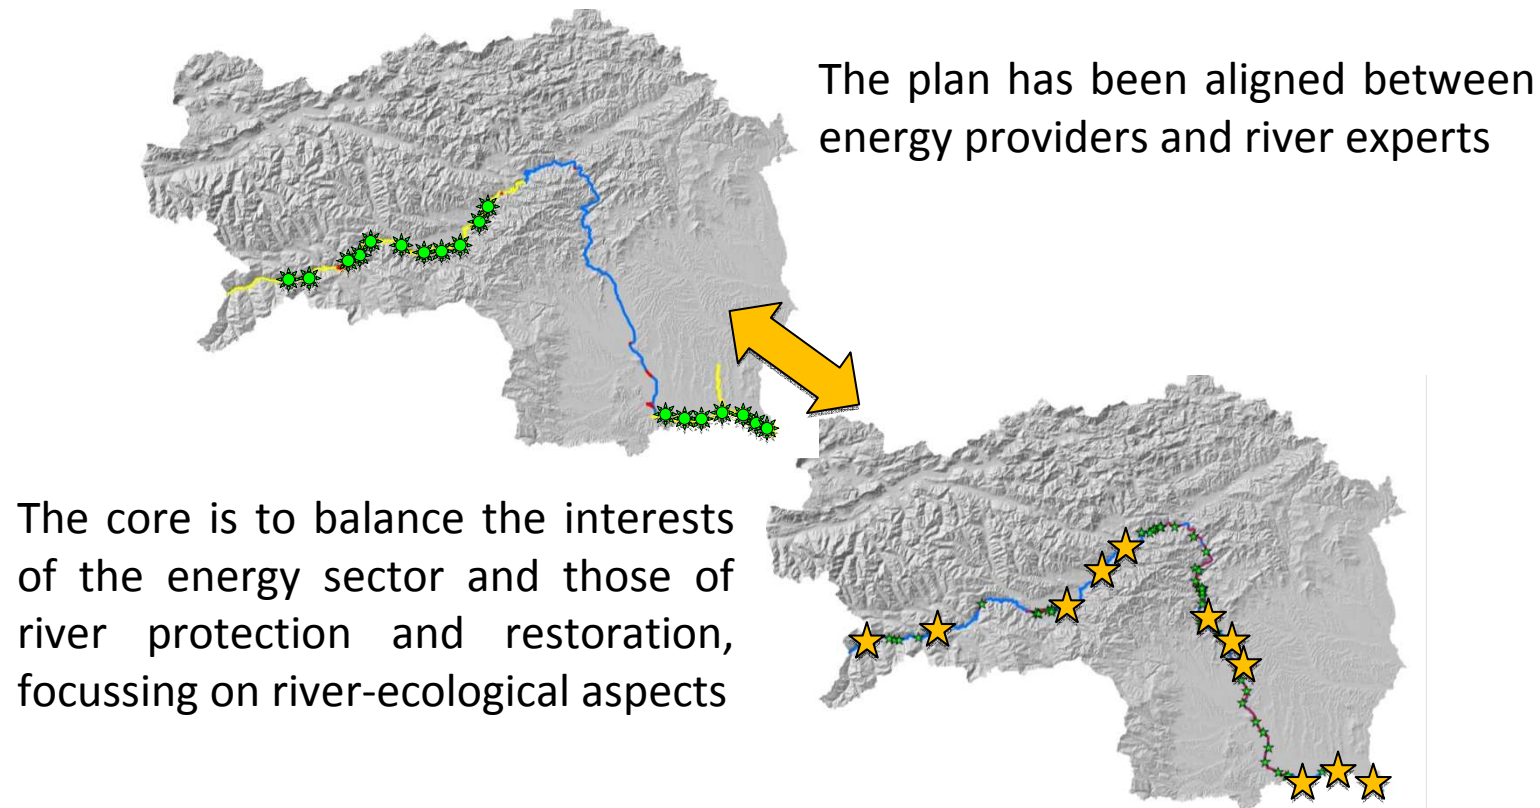 The plan has been aligned between
energy providers and river experts
The core is to balance the interests
of the energy sector and those of
river protection and restoration,
focussing on river-ecological aspects